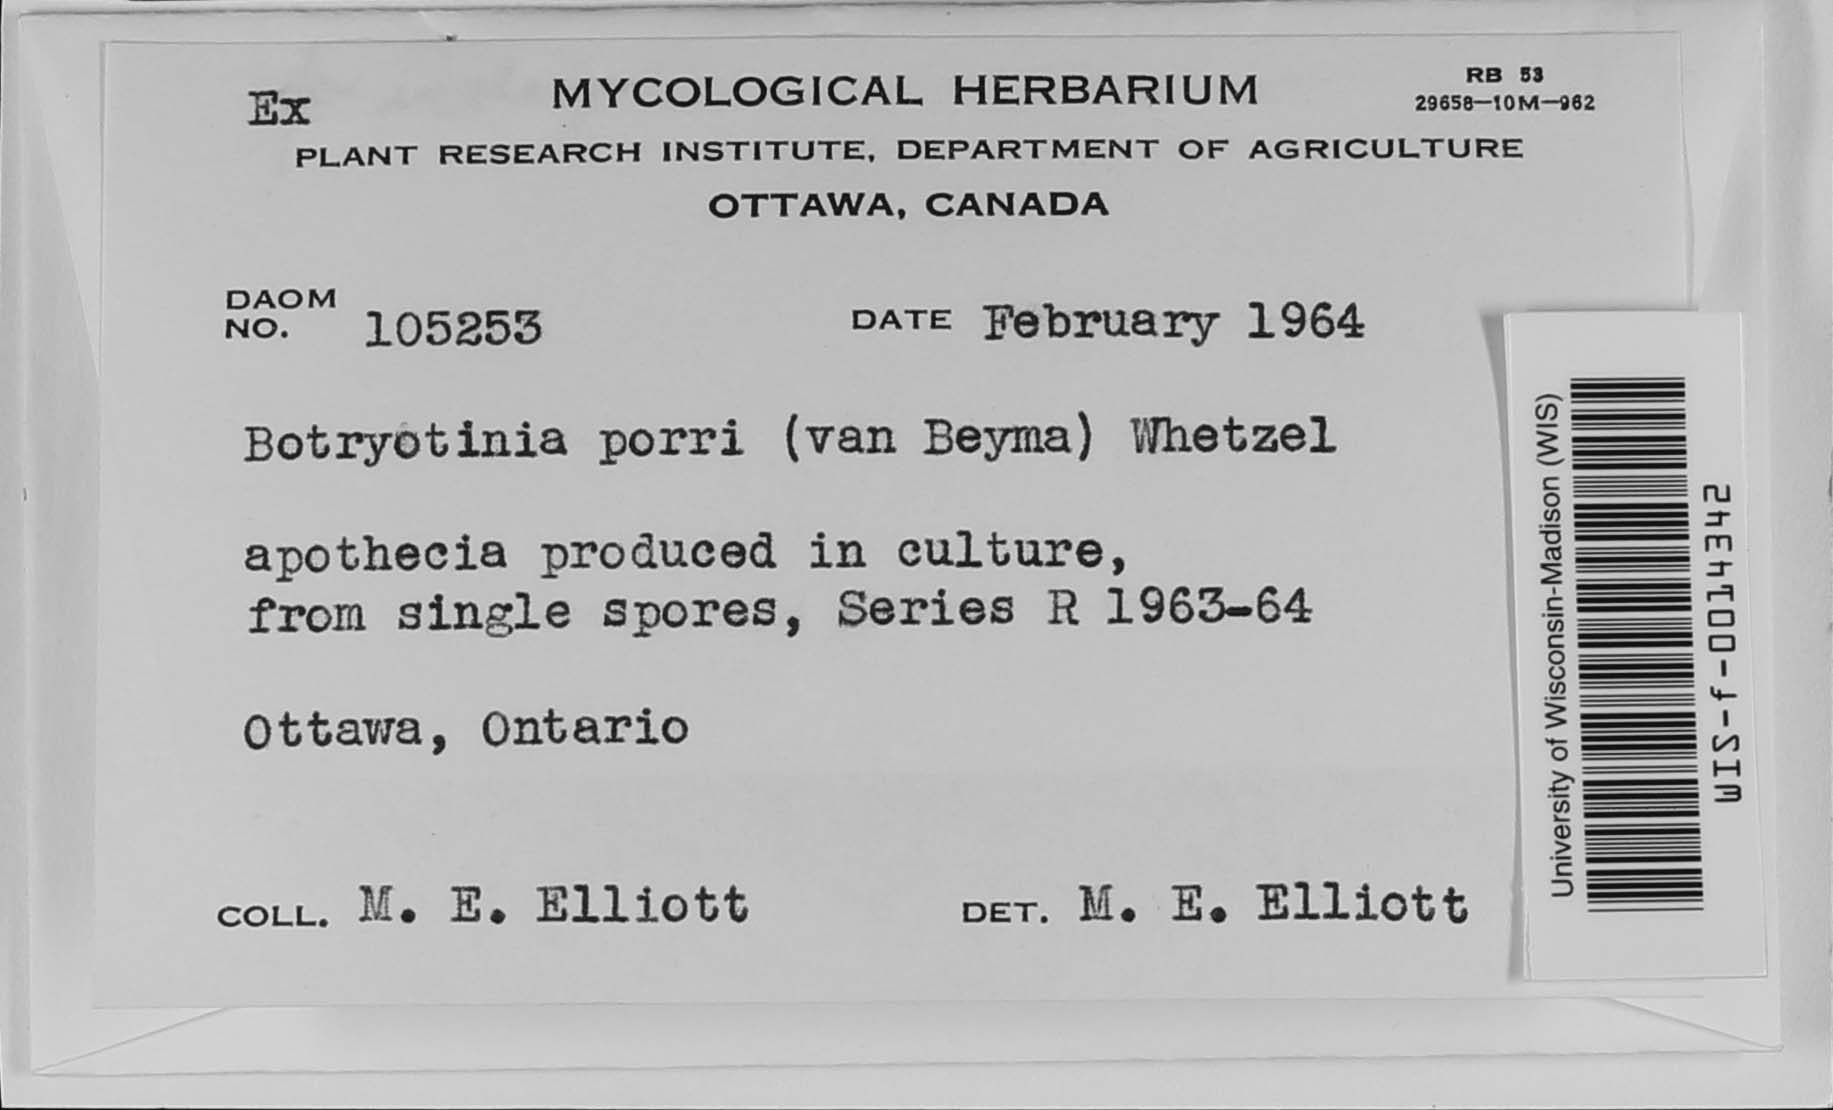 Ex MYCOLOGICAL HERBARIUM
RB 53
29658—10M—962
PLANT RESEARCH INSTITUTE, DEPARTMENT OF AGRICULTURE
OTTAWA, CANADA
DAOM
NO. 105253
DATE February 1964
Botryotinia porri (van Beyma) Whetzel
apothecia produced in culture,
from single spores, Series R 1963-64
Ottawa, Ontario
COLL. M. E. Elliott
DET. M. E. Elliott
University of Wisconsin-Madison (WIS)
WIS-f-0014342